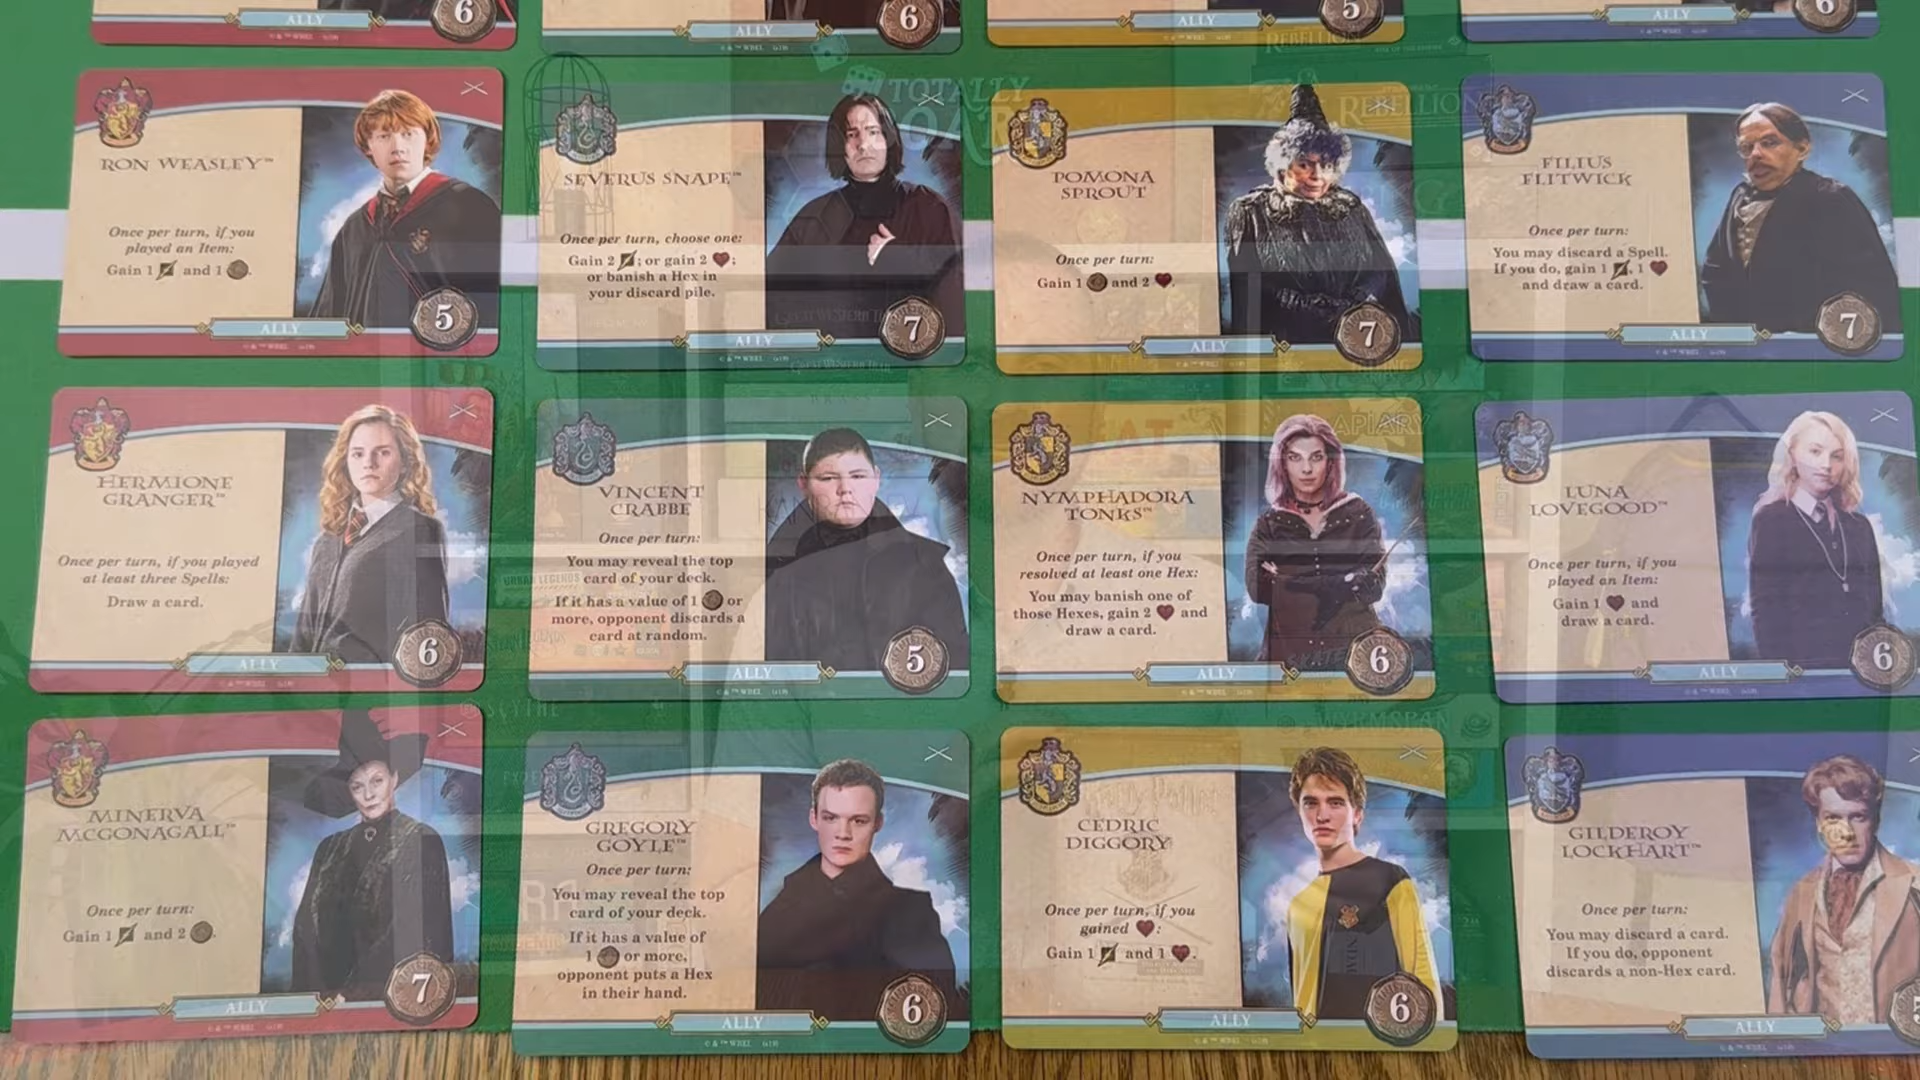 6
ALLY
6
ALLY
5
ALLY
6
ALLY
RON WEASLEY™
Once per turn, if you
played an Item:
Gain 1 and 1 .
ALLY
5
SEVERUS SNAPE™
Once per turn, choose one:
Gain 2 ; or gain 2 ;
or banish a Hex in
your discard pile.
ALLY
7
POMONA
SPROUT
Once per turn:
Gain 1 and 2 .
ALLY
7
FILIUS
FLITWICK
Once per turn:
You may discard a Spell.
If you do, gain 1 , 1
and draw a card.
ALLY
7
HERMIONE
GRANGER™
Once per turn, if you played
at least three Spells:
Draw a card.
ALLY
6
VINCENT
CRABBE
Once per turn:
You may reveal the top
card of your deck.
If it has a value of 1 or
more, opponent discards a
card at random.
ALLY
5
NYMPHADORA
TONKS™
Once per turn, if you
resolved at least one Hex:
You may banish one of
those Hexes, gain 2 and
draw a card.
ALLY
6
LUNA
LOVEGOOD™
Once per turn, if you
played an Item:
Gain 1 and
draw a card.
ALLY
6
MINERVA
MCGONAGALL™
Once per turn:
Gain 1 and 2 .
ALLY
7
GREGORY
GOYLE™
Once per turn:
You may reveal the top
card of your deck.
If it has a value of
1 or more,
opponent puts a Hex
in their hand.
ALLY
6
CEDRIC
DIGGORY
Once per turn, if you
gained :
Gain 1 and 1 .
ALLY
6
GILDEROY
LOCKHART™
Once per turn:
You may discard a card.
If you do, opponent
discards a non-Hex card.
ALLY
TOTALLY
REBELLION
REBELLION
APIARY
URBAN LEGENDS
SCYTHE
WYRMSPAN